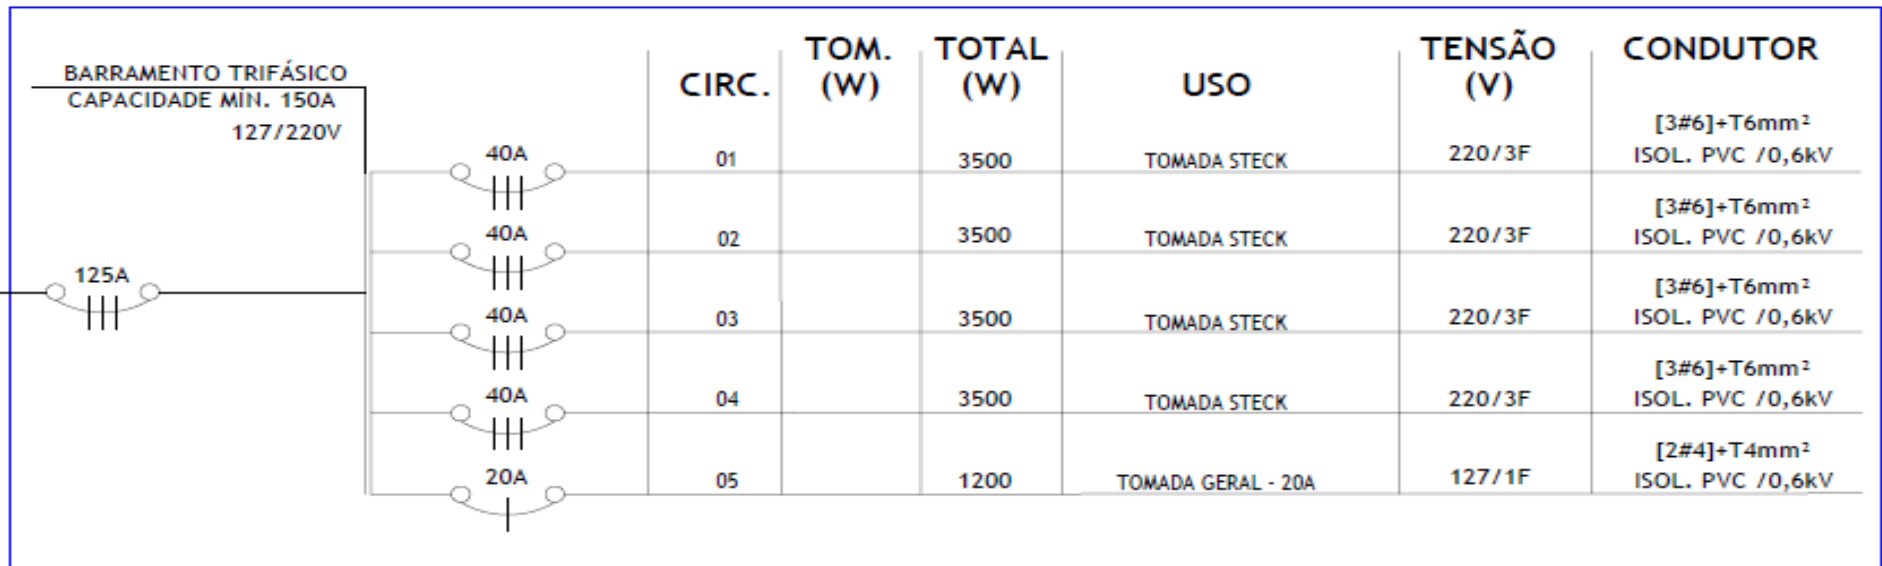 BARRAMENTO TRIFÁSICO
CAPACIDADE MÍN. 150A
127/220V
125A
CIRC. TOM. (W) TOTAL (W) USO TENSÃO (V) CONDUTOR
40A 01 3500 TOMADA STECK 220/3F [3#6]+T6mm² ISOL. PVC /0,6kV
40A 02 3500 TOMADA STECK 220/3F [3#6]+T6mm² ISOL. PVC /0,6kV
40A 03 3500 TOMADA STECK 220/3F [3#6]+T6mm² ISOL. PVC /0,6kV
40A 04 3500 TOMADA STECK 220/3F [3#6]+T6mm² ISOL. PVC /0,6kV
20A 05 1200 TOMADA GERAL - 20A 127/1F [2#4]+T4mm² ISOL. PVC /0,6kV